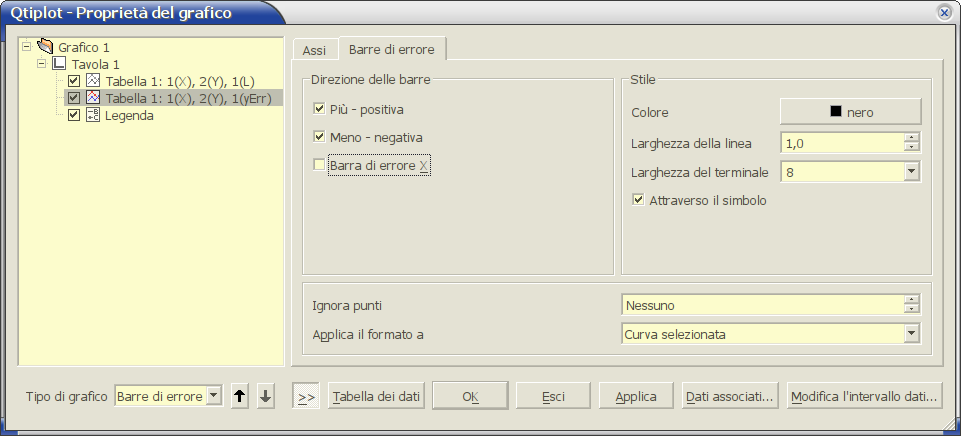 Qtiplot - Proprietà del grafico
Grafico 1
Tavola 1
Tabella 1: 1(X), 2(Y), 1(L)
Tabella 1: 1(X), 2(Y), 1(yErr)
Legenda
Assi
Barre di errore
Direzione delle barre
Più - positiva
Meno - negativa
Barra di errore X
Stile
Colore
nero
Larghezza della linea
1,0
Larghezza del terminale
8
Attraverso il simbolo
Ignora punti
Nessuno
Applica il formato a
Curva selezionata
Tipo di grafico
Barre di errore
>>
Tabella dei dati
OK
Esci
Applica
Dati associati...
Modifica l'intervallo dati...